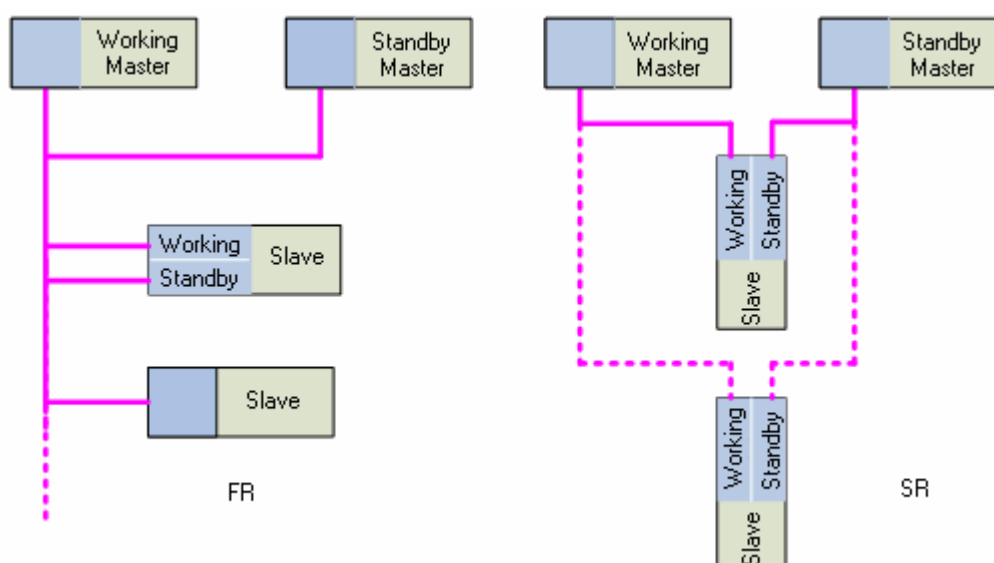 Working
Master
Standby
Master
Working
Standby
Slave
Slave
FR
Working
Master
Standby
Master
Working
Standby
Slave
Working
Standby
Slave
SR